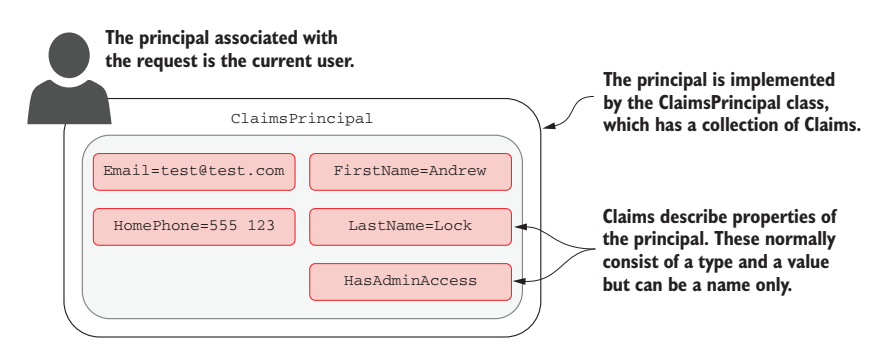 The principal associated with
the request is the current user.
The principal is implemented
by the ClaimsPrincipal class,
which has a collection of Claims.
ClaimsPrincipal
Email=test@test.com
FirstName=Andrew
HomePhone=555 123
LastName=Lock
HasAdminAccess
Claims describe properties of
the principal. These normally
consist of a type and a value
but can be a name only.